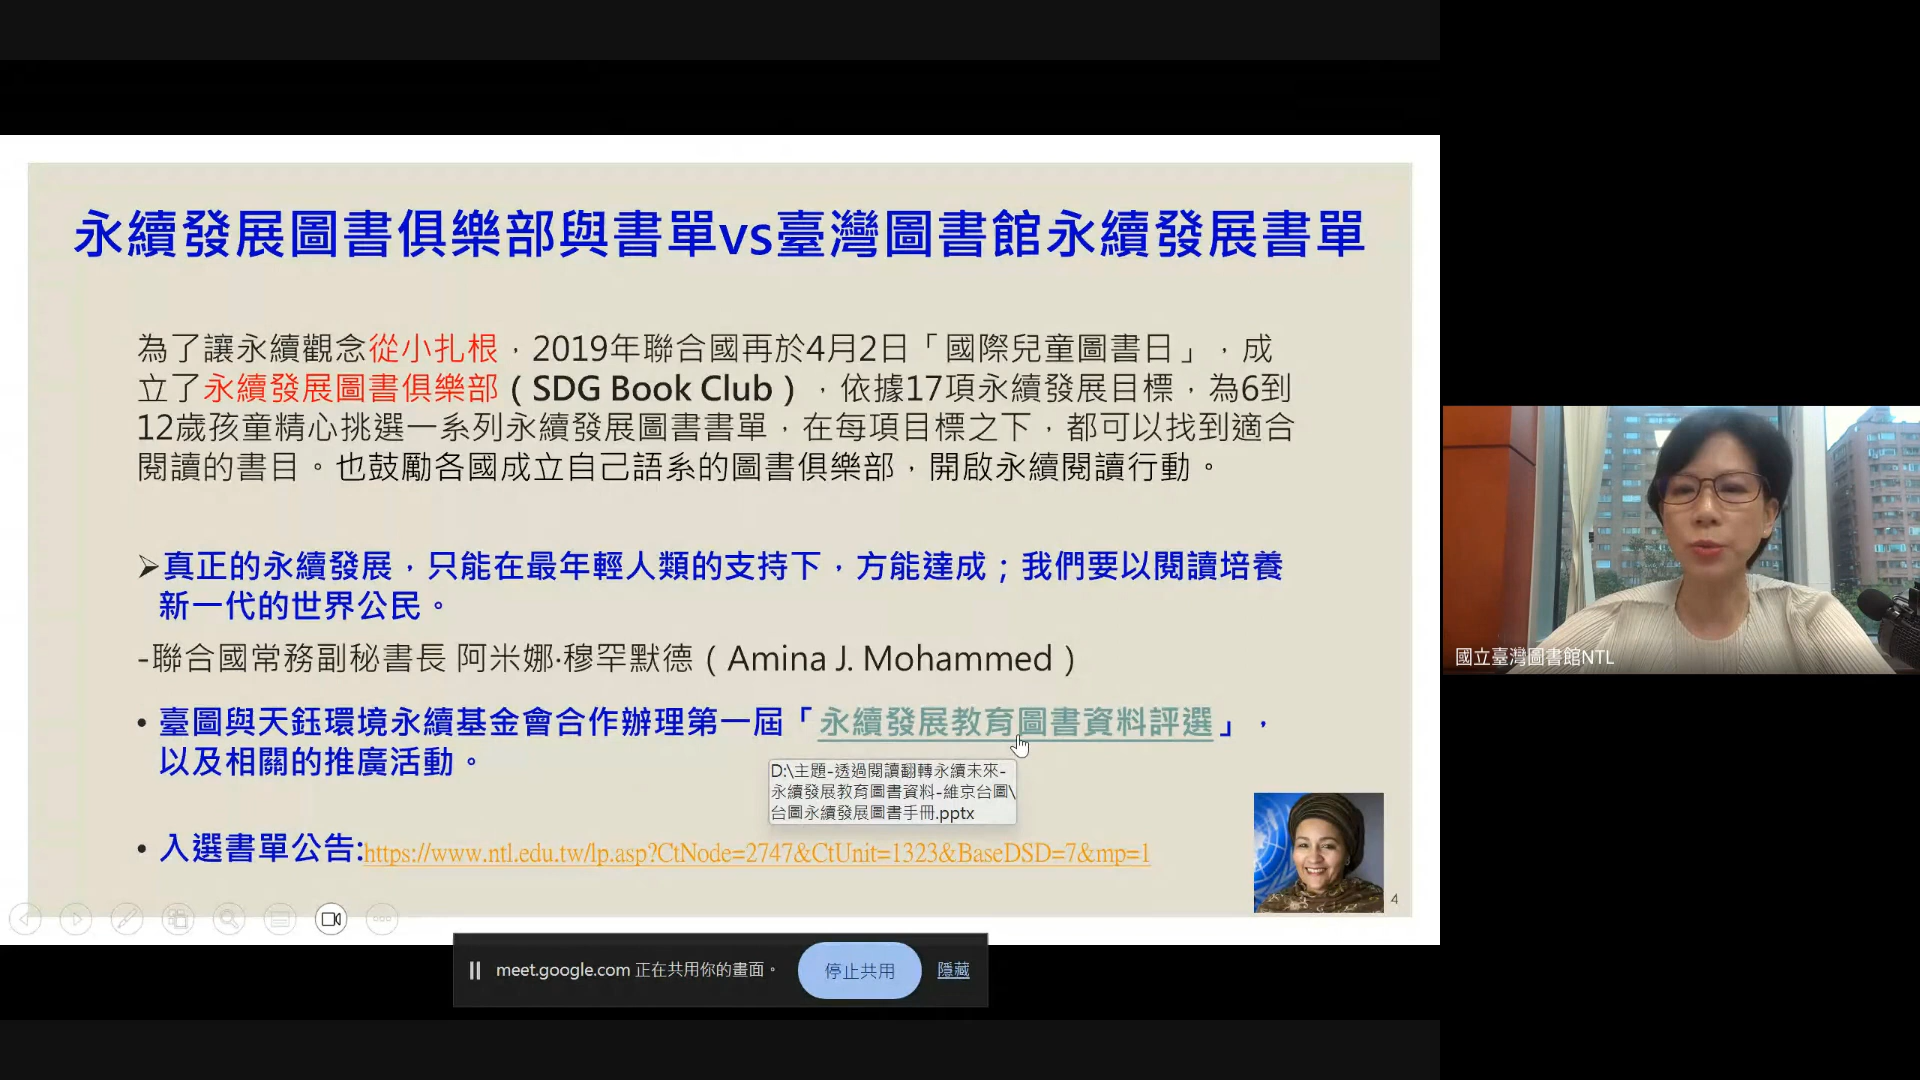 永續發展圖書俱樂部與書單vs臺灣圖書館永續發展書單
為了讓永續觀念從小扎根，2019年聯合國再於4月2日「國際兒童圖書日」，成
立了永續發展圖書俱樂部（SDG Book Club），依據17項永續發展目標，為6到
12歲孩童精心挑選一系列永續發展圖書書單，在每項目標之下，都可以找到適合
閱讀的書目。也鼓勵各國成立自己語系的圖書俱樂部，開啟永續閱讀行動。
➢真正的永續發展，只能在最年輕人類的支持下，方能達成；我們要以閱讀培養
新一代的世界公民。
-聯合國常務副秘書長 阿米娜·穆罕默德（Amina J. Mohammed）
• 臺圖與天鈺環境永續基金會合作辦理第一屆「永續發展教育圖書資料評選」，
以及相關的推廣活動。
D:\主題-透過閱讀翻轉永續未來-
永續發展教育圖書資料-維京台圖\
台圖永續發展圖書手冊.pptx
• 入選書單公告:https://www.ntl.edu.tw/lp.asp?CtNode=2747&CtUnit=1323&BaseDSD=7&mp=1
4
meet.google.com 正在共用你的畫面。 停止共用 隱藏
國立臺灣圖書館NTL